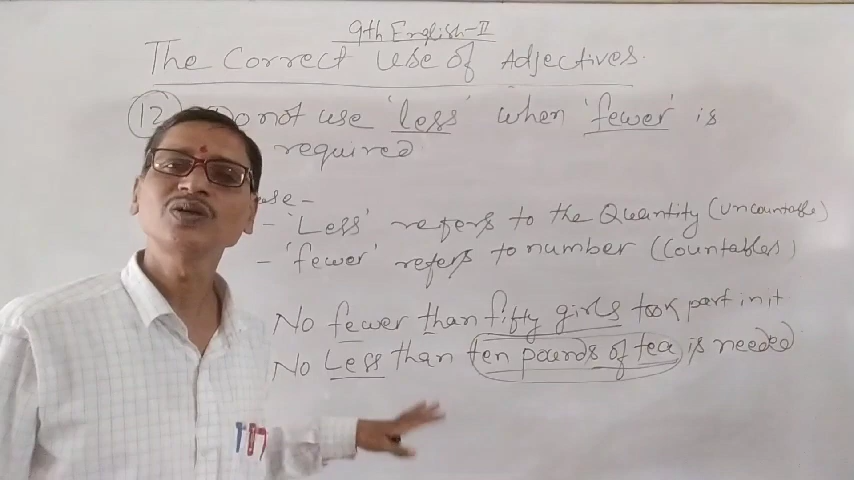 9th English-II
The Correct Use of Adjectives.
12 Do not use 'less' when 'fewer' is
required
use -
- 'Less' refers to the Quantity (Uncountable)
- 'fewer' refers to number (Countables)
No fewer than fifty girls took part in it
No Less than ten pounds of tea is needed